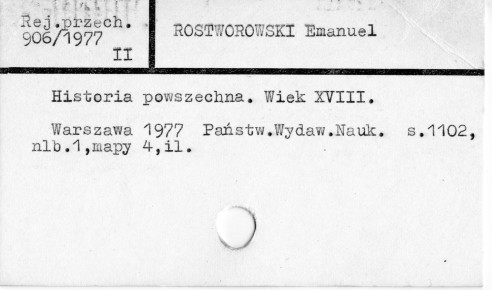 Rej.przech.
906/1977
II
ROSTWOROWSKI Emanuel
Historia powszechna. Wiek XVIII.
Warszawa 1977 Państw.Wydaw.Nauk. s.1102,
nlb.1,mapy 4,il.